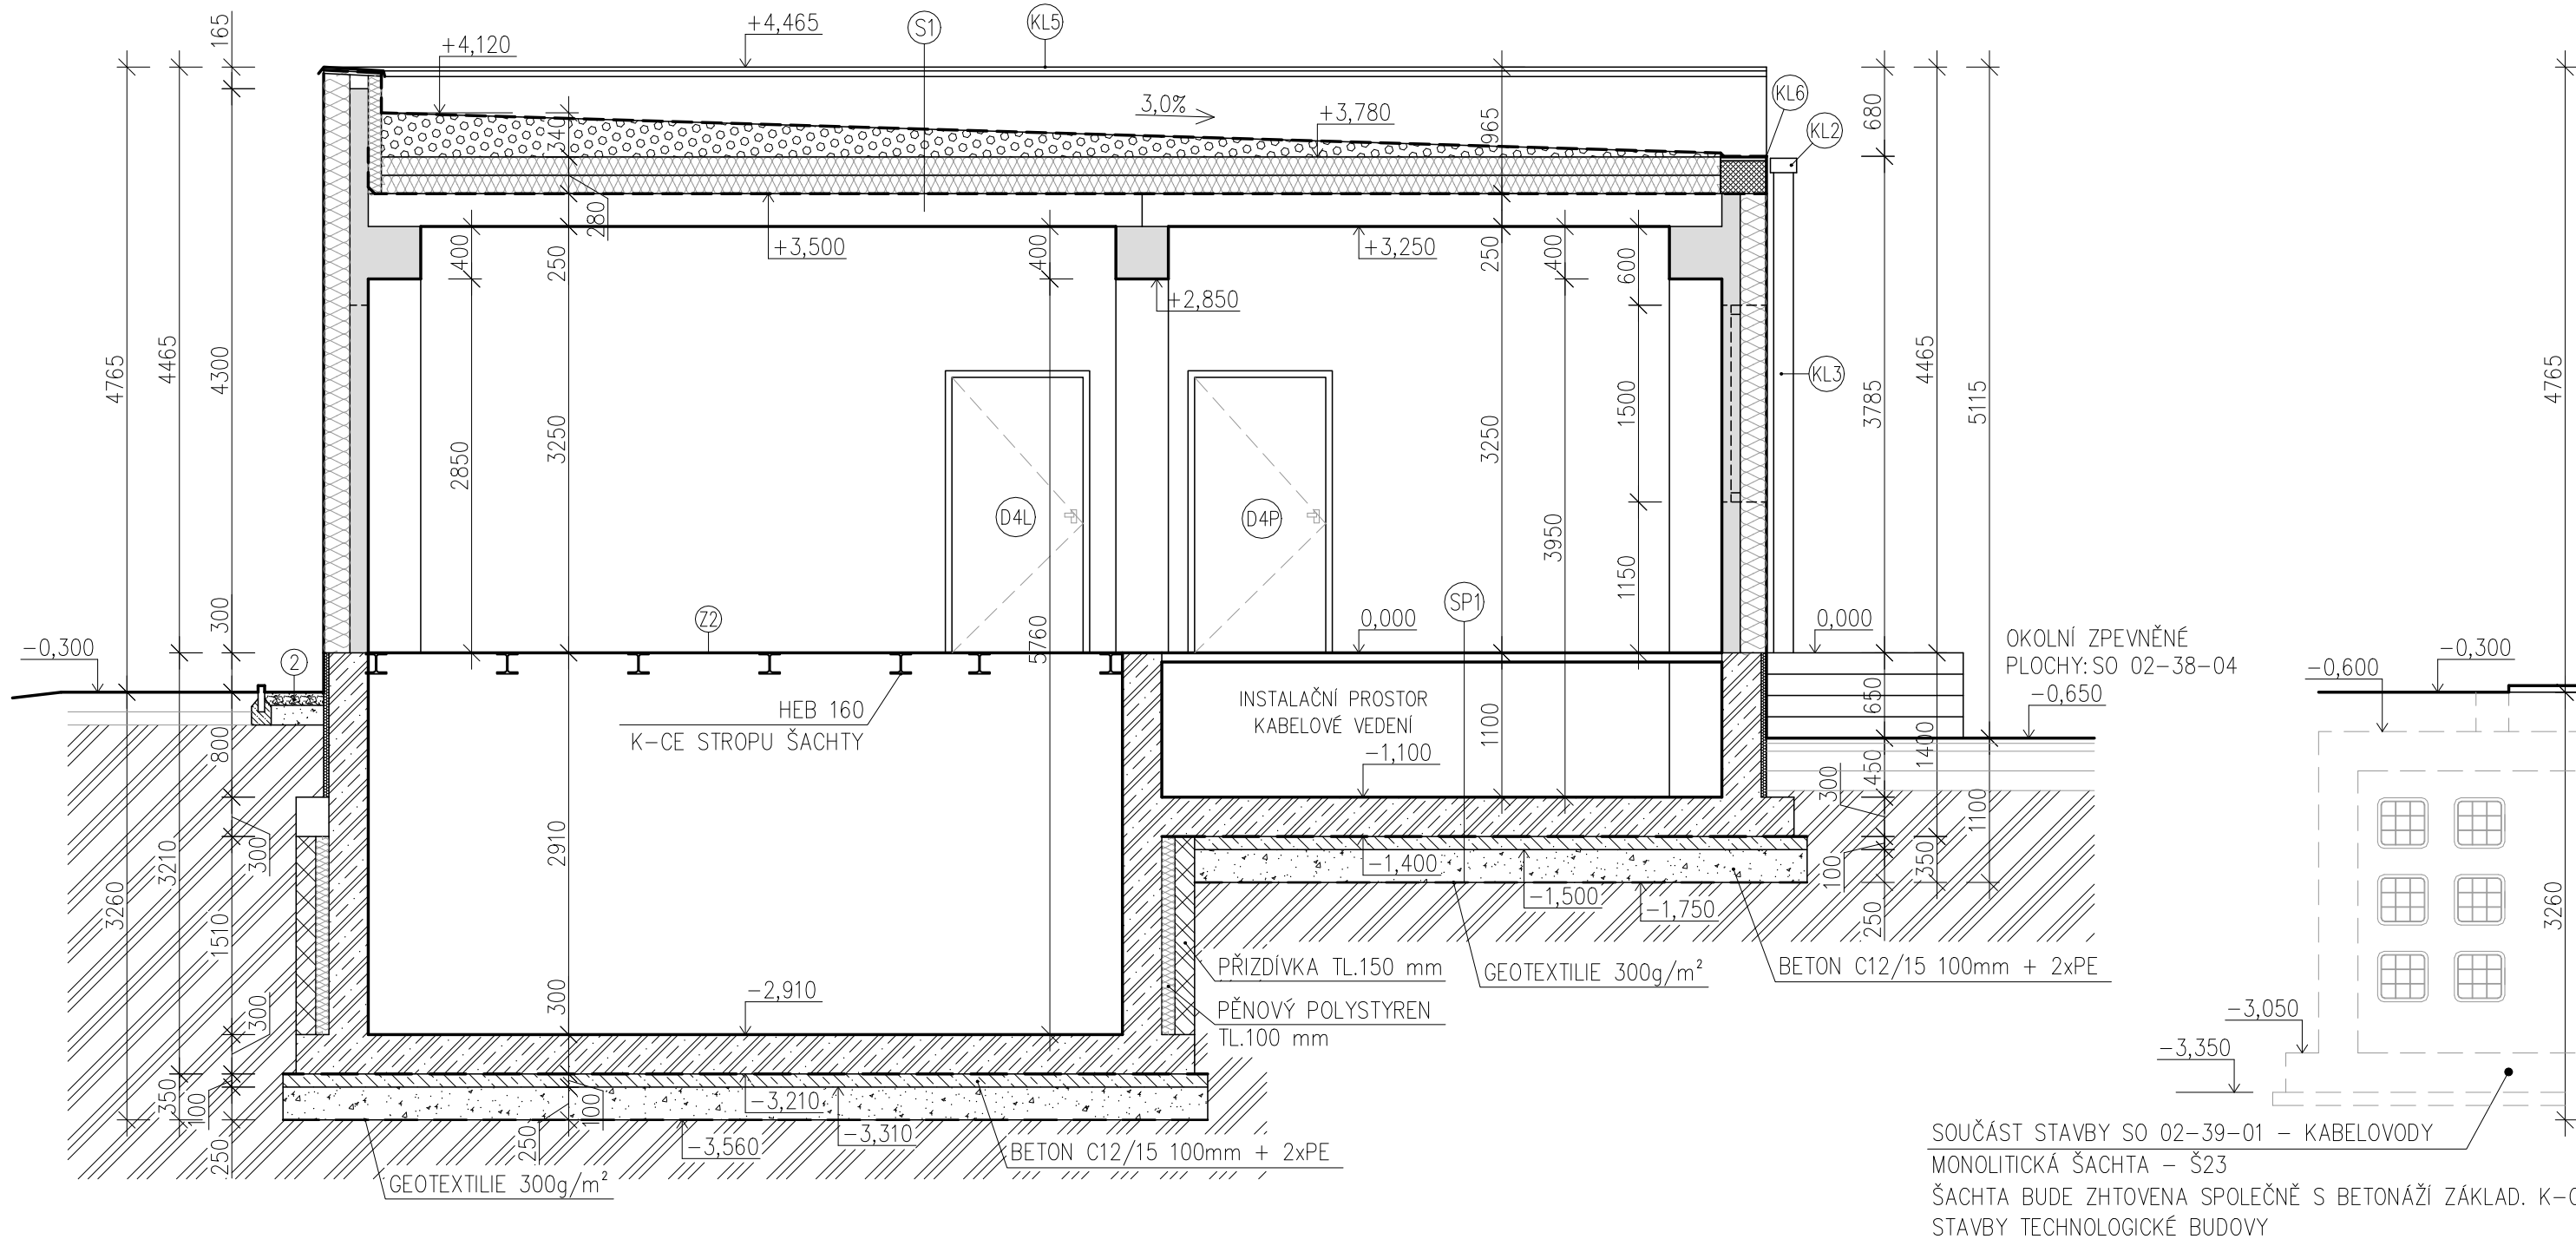 165
+4,465
KL5
+4,120
S1
3,0%
+3,780
KL6
KL2
680
965
340
280
+3,500
+3,250
400
250
400
250
400
600
+2,850
4765
4465
4300
2850
3250
D4L
D4P
3250
3950
1500
1150
KL3
3785
4465
5115
4765
5760
Z2
SP1
0,000
0,000
OKOLNÍ ZPEVNĚNÉ
PLOCHY: SO 02-38-04
-0,650
-0,300
300
2
-0,600
-0,300
HEB 160
K-CE STROPU ŠACHTY
INSTALAČNÍ PROSTOR
KABELOVÉ VEDENÍ
-1,100
1100
650
1400
450
300
1100
800
300
3260
3210
1510
300
2910
300
-1,400
-1,500
-1,750
100
350
250
3260
PŘIZDÍVKA TL.150 mm
GEOTEXTILIE 300g/m²
BETON C12/15 100mm + 2xPE
PĚNOVÝ POLYSTYREN
TL.100 mm
-2,910
-3,050
-3,350
350
100
250
100
250
-3,210
-3,310
-3,560
BETON C12/15 100mm + 2xPE
GEOTEXTILIE 300g/m²
SOUČÁST STAVBY SO 02-39-01 - KABELOVODY
MONOLITICKÁ ŠACHTA - Š23
ŠACHTA BUDE ZHTOVENA SPOLEČNĚ S BETONÁŽÍ ZÁKLAD. K-C
STAVBY TECHNOLOGICKÉ BUDOVY